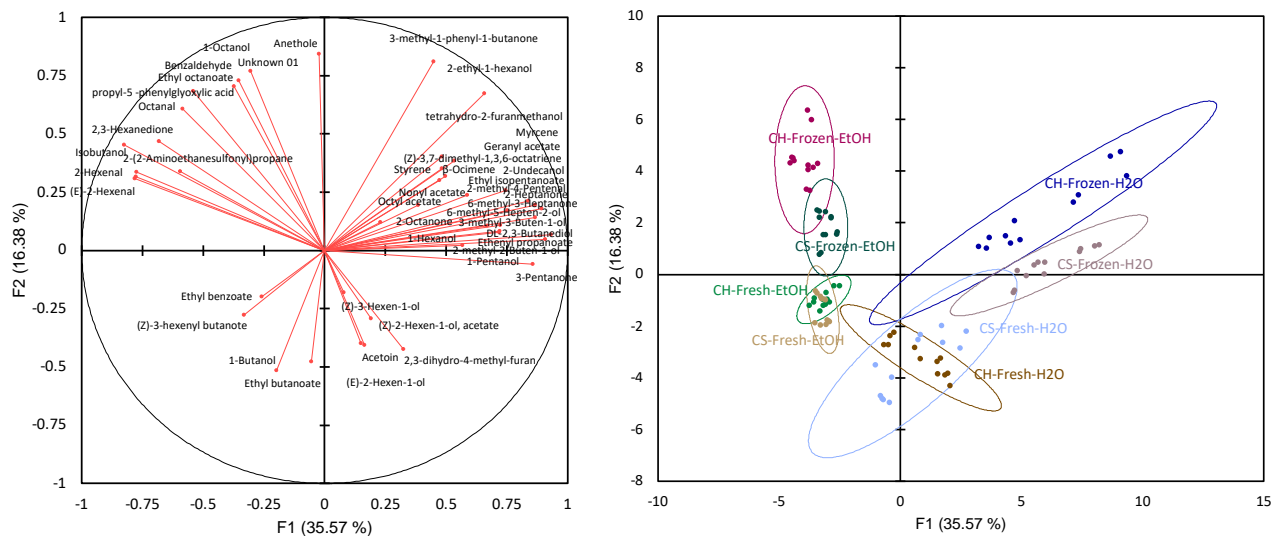 1
0.75
0.5
0.25
0
-0.25
-0.5
-0.75
-1
F2 (16.38 %)
-1
-0.75
-0.5
-0.25
0
0.25
0.5
0.75
1
F1 (35.57 %)
Anethole
3-methyl-1-phenyl-1-butanone
1-Octanol
Benzaldehyde
Unknown 01
Ethyl octanoate
2-ethyl-1-hexanol
propyl-5 -phenylglyoxylic acid
Octanal
tetrahydro-2-furanmethanol
2,3-Hexanedione
Myrcene
Geranyl acetate
Isobutanol
2-(2-Aminoethanesulfonyl)propane
(Z)-3,7-dimethyl-1,3,6-octatriene
2-Hexenal
Styrene
β-Ocimene
2-Undecanol
Ethyl isopentanoate
(E)-2-Hexenal
Nonyl acetate
2-methyl-4-Pentenal
2-Heptanone
Octyl acetate
6-methyl-3-Heptanone
6-methyl-5-Hepten-2-ol
2-Octanone
3-methyl-3-Buten-1-ol
DL-2,3-Butanediol
1-Hexanol
Ethenyl propanoate
2-methyl-2-Buten-1-ol
1-Pentanol
3-Pentanone
Ethyl benzoate
(Z)-3-Hexen-1-ol
(Z)-3-hexenyl butanote
(Z)-2-Hexen-1-ol, acetate
1-Butanol
Acetoin
2,3-dihydro-4-methyl-furan
Ethyl butanoate
(E)-2-Hexen-1-ol
10
8
6
4
2
0
-2
-4
-6
-8
F2 (16.38 %)
-10
-5
0
5
10
15
F1 (35.57 %)
CH-Frozen-EtOH
CH-Frozen-H2O
CS-Frozen-EtOH
CS-Frozen-H2O
CH-Fresh-EtOH
CS-Fresh-EtOH
CS-Fresh-H2O
CH-Fresh-H2O